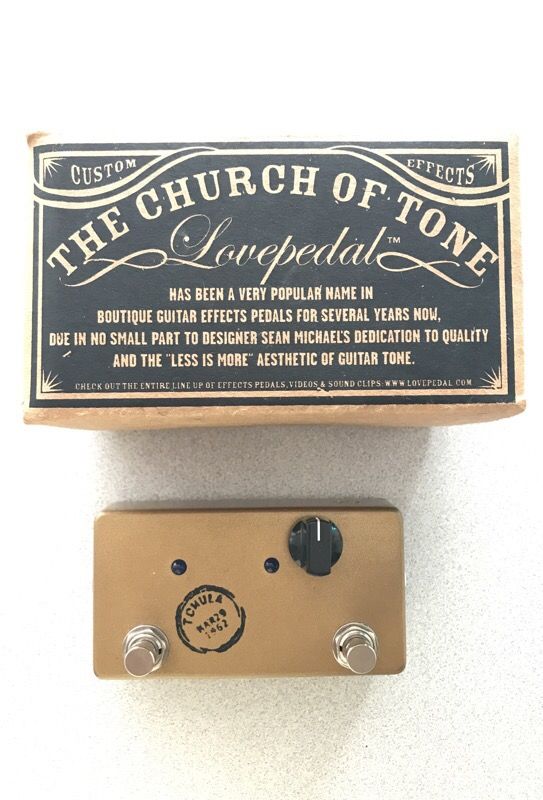 CUSTOM EFFECTS
THE CHURCH OF TONE
Lovepedal™
HAS BEEN A VERY POPULAR NAME IN
BOUTIQUE GUITAR EFFECTS PEDALS FOR SEVERAL YEARS NOW,
DUE IN NO SMALL PART TO DESIGNER SEAN MICHAEL'S DEDICATION TO QUALITY
AND THE "LESS IS MORE" AESTHETIC OF GUITAR TONE.
CHECK OUT THE ENTIRE LINE UP OF EFFECTS PEDALS, VIDEOS & SOUND CLIPS: WWW.LOVEPEDAL.COM
TCHULA
MARZO
1962